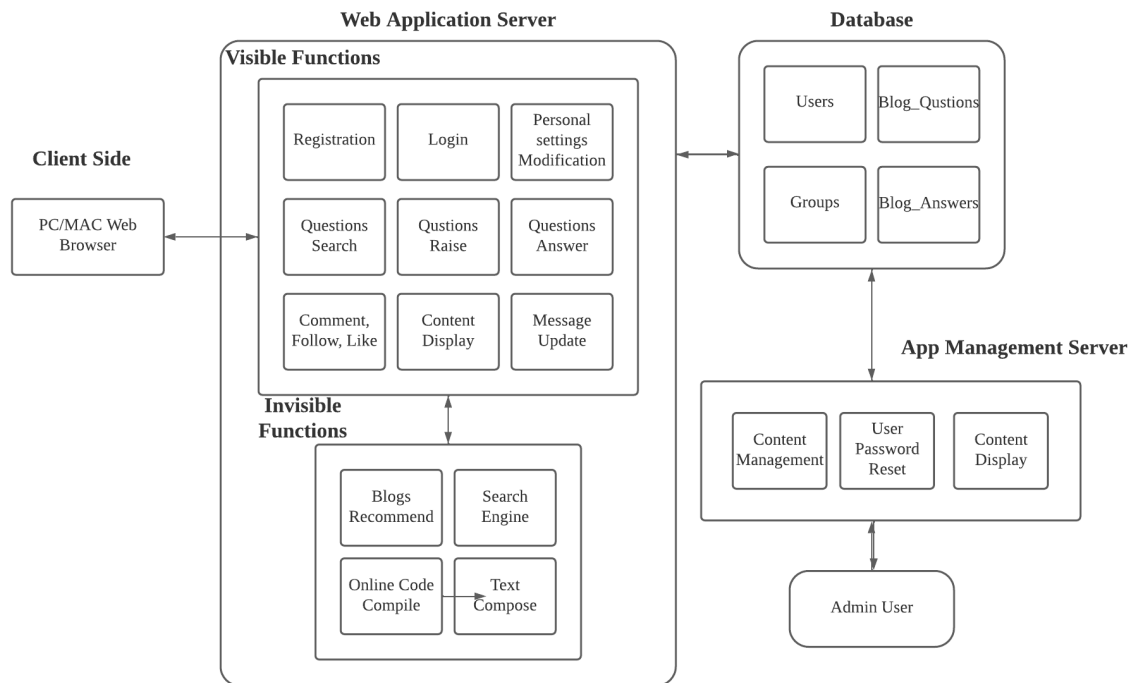 Web Application Server
Database
Visible Functions
Registration
Login
Personal
settings
Modification
Users
Blog_Qustions
Client Side
PC/MAC Web
Browser
Questions
Search
Qustions
Raise
Questions
Answer
Groups
Blog_Answers
Comment,
Follow, Like
Content
Display
Message
Update
App Management Server
Invisible
Functions
Content
Management
User
Password
Reset
Content
Display
Blogs
Recommend
Search
Engine
Online Code
Compile
Text
Compose
Admin User